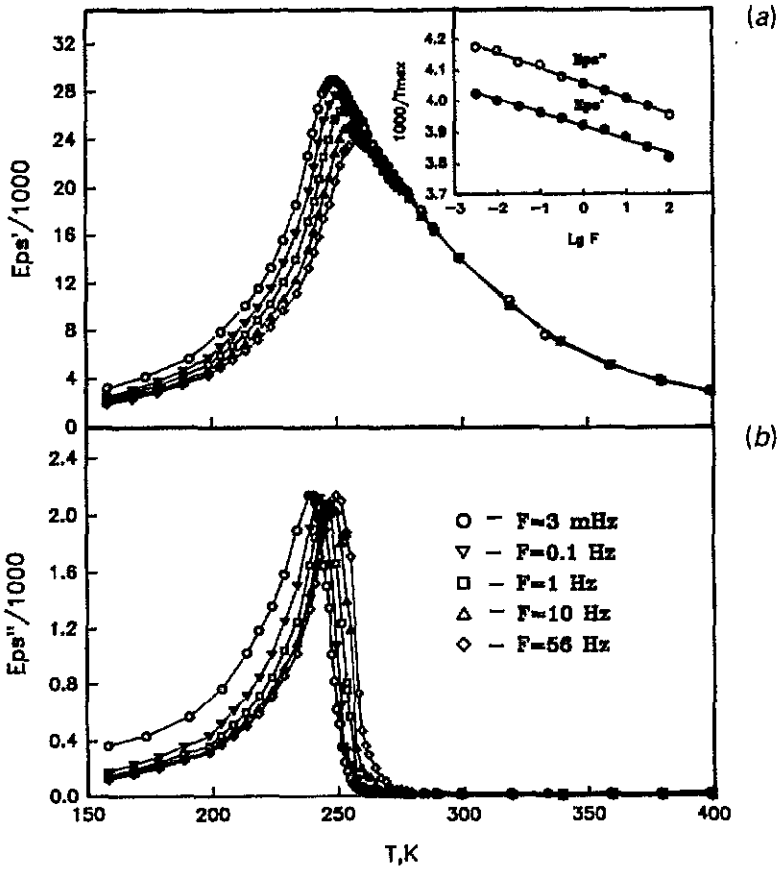 (a)
Eps'/1000
32
28
24
20
16
12
8
4
0
1000/Tmax
4.2
4.1
4.0
3.9
3.8
3.7
Eps"
Eps'
-3 -2 -1 0 1 2 3
Lg F
(b)
Eps''/1000
2.4
2.0
1.6
1.2
0.8
0.4
0.0
– F=3 mHz
– F=0.1 Hz
– F=1 Hz
– F=10 Hz
– F=56 Hz
150 200 250 300 350 400
T,K